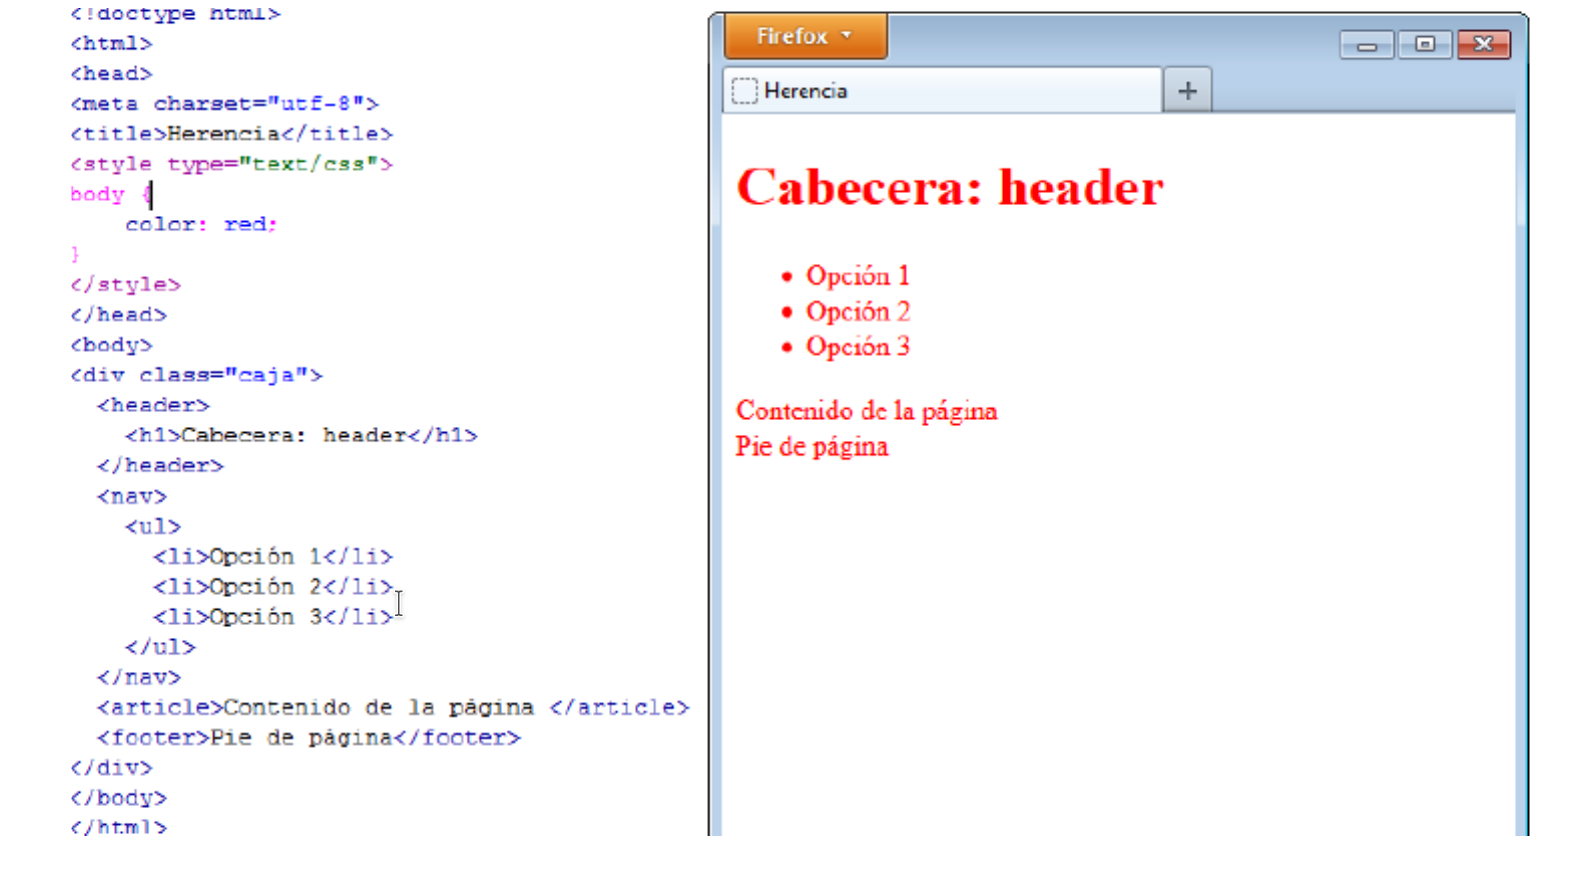 <!doctype html>
<html>
<head>
<meta charset="utf-8">
<title>Herencia</title>
<style type="text/css">
body {
color: red;
}
</style>
</head>
<body>
<div class="caja">
<header>
<h1>Cabecera: header</h1>
</header>
<nav>
<ul>
<li>Opción 1</li>
<li>Opción 2</li>
<li>Opción 3</li>
</ul>
</nav>
<article>Contenido de la página </article>
<footer>Pie de página</footer>
</div>
</body>
</html>
Firefox
Herencia
Cabecera: header
• Opción 1
• Opción 2
• Opción 3
Contenido de la página
Pie de página